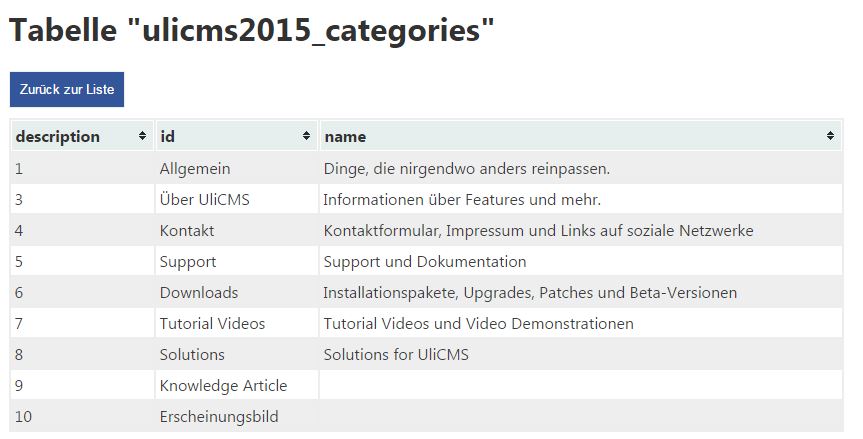 Tabelle "ulicms2015_categories"
Zurück zur Liste
description id name
1 Allgemein Dinge, die nirgendwo anders reinpassen.
3 Über UliCMS Informationen über Features und mehr.
4 Kontakt Kontaktformular, Impressum und Links auf soziale Netzwerke
5 Support Support und Dokumentation
6 Downloads Installationspakete, Upgrades, Patches und Beta-Versionen
7 Tutorial Videos Tutorial Videos und Video Demonstrationen
8 Solutions Solutions for UliCMS
9 Knowledge Article
10 Erscheinungsbild